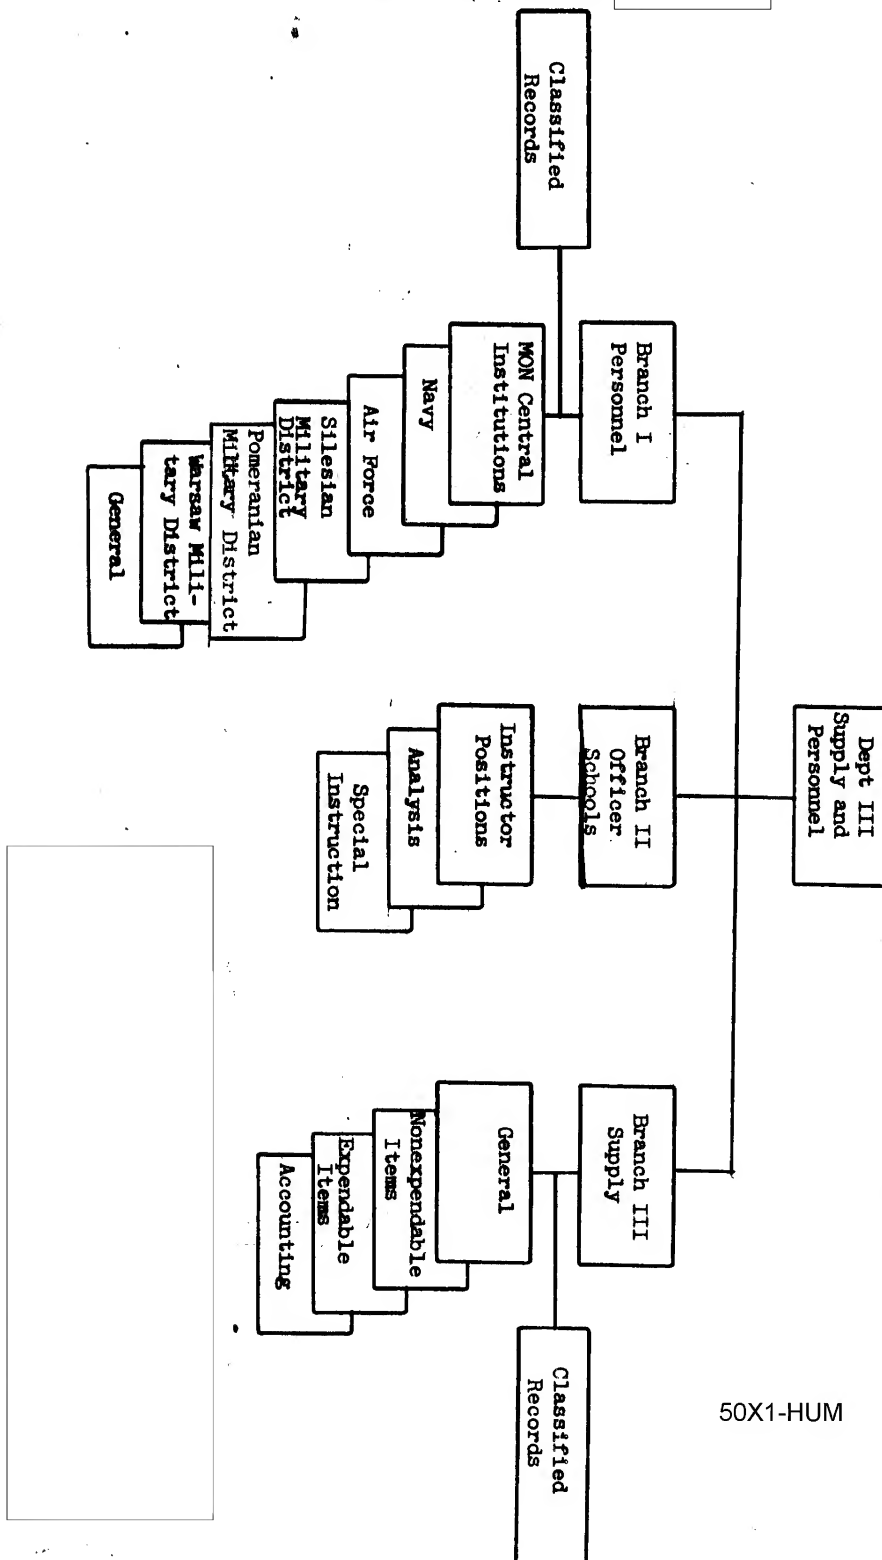 Dept III
Supply and
Personnel
Branch I
Personnel
Classified
Records
MON Central
Institutions
Navy
Air Force
Silesian
Military
District
Pomeranian
Military District
Warsaw Mili-
tary District
General
Branch II
Officer
Schools
Instructor
Positions
Analysis
Special
Instruction
Branch III
Supply
Classified
Records
General
Nonexpendable
Items
Expendable
Items
Accounting
50X1-HUM